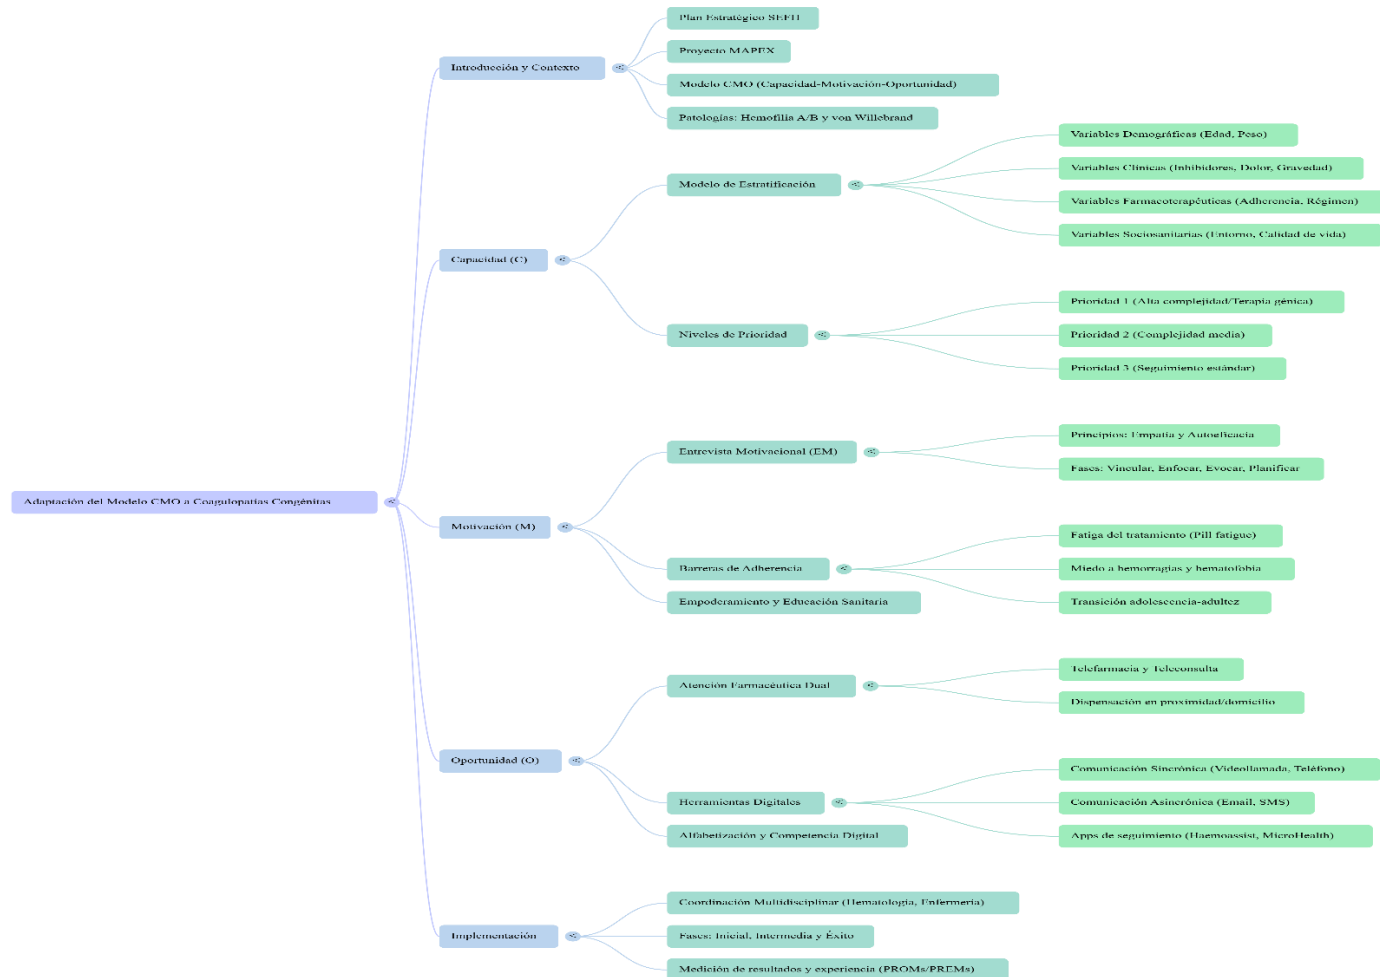 Adaptación del Modelo CMO a Coagulopatías Congénitas
Introducción y Contexto
Plan Estratégico SEFH
Proyecto MAPEX
Modelo CMO (Capacidad-Motivación-Oportunidad)
Patologías: Hemofilia A/B y von Willebrand
Capacidad (C)
Modelo de Estratificación
Variables Demográficas (Edad, Peso)
Variables Clínicas (Inhibidores, Dolor, Gravedad)
Variables Farmacoterapéuticas (Adherencia, Régimen)
Variables Sociosanitarias (Entorno, Calidad de vida)
Niveles de Prioridad
Prioridad 1 (Alta complejidad/Terapia génica)
Prioridad 2 (Complejidad media)
Prioridad 3 (Seguimiento estándar)
Motivación (M)
Entrevista Motivacional (EM)
Principios: Empatía y Autoeficacia
Fases: Vincular, Enfocar, Evocar, Planificar
Barreras de Adherencia
Fatiga del tratamiento (Pill fatigue)
Miedo a hemorragias y hematofobia
Transición adolescencia-adultez
Empoderamiento y Educación Sanitaria
Oportunidad (O)
Atención Farmacéutica Dual
Telefarmacia y Teleconsulta
Dispensación en proximidad/domicilio
Herramientas Digitales
Comunicación Sincrónica (Videollamada, Teléfono)
Comunicación Asincrónica (Email, SMS)
Apps de seguimiento (Haemoassist, MicroHealth)
Alfabetización y Competencia Digital
Implementación
Coordinación Multidisciplinar (Hematología, Enfermería)
Fases: Inicial, Intermedia y Éxito
Medición de resultados y experiencia (PROMs/PREMs)